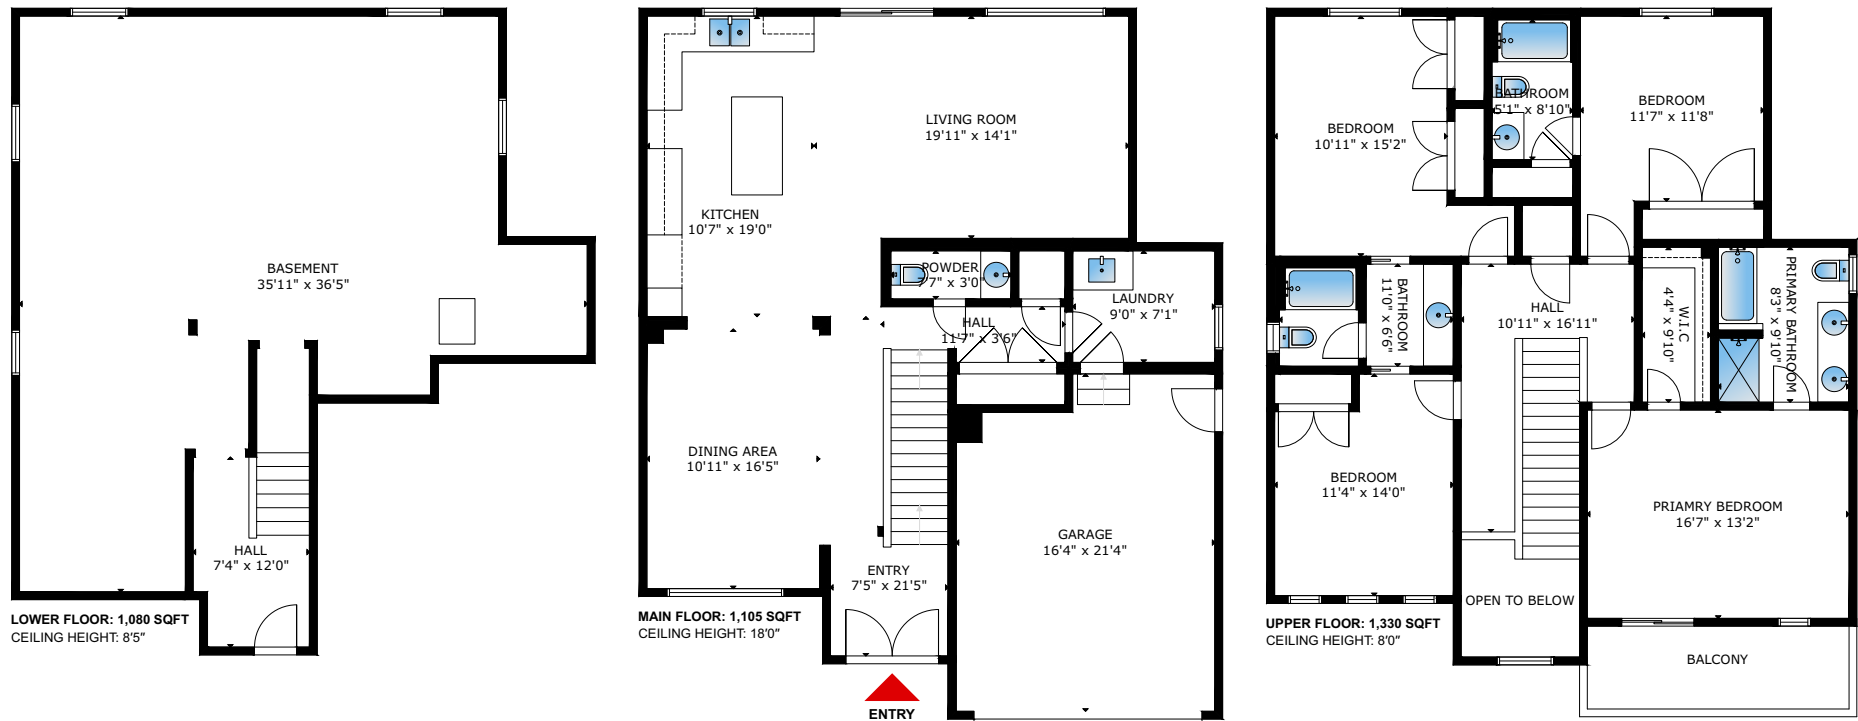 BASEMENT
35'11" x 36'5"
HALL
7'4" x 12'0"
LOWER FLOOR: 1,080 SQFT
CEILING HEIGHT: 8'5"
LIVING ROOM
19'11" x 14'1"
KITCHEN
10'7" x 19'0"
POWDER
7'7" x 3'0"
LAUNDRY
9'0" x 7'1"
HALL
11'7" x 3'6"
DINING AREA
10'11" x 16'5"
GARAGE
16'4" x 21'4"
ENTRY
7'5" x 21'5"
MAIN FLOOR: 1,105 SQFT
CEILING HEIGHT: 18'0"
ENTRY
BEDROOM
10'11" x 15'2"
BATHROOM
5'1" x 8'10"
BEDROOM
11'7" x 11'8"
BATHROOM
11'0" x 6'6"
HALL
10'11" x 16'11"
W.I.C
4'4" x 9'10"
PRIMARY BATHROOM
8'3" x 9'10"
BEDROOM
11'4" x 14'0"
PRIAMRY BEDROOM
16'7" x 13'2"
OPEN TO BELOW
BALCONY
UPPER FLOOR: 1,330 SQFT
CEILING HEIGHT: 8'0"